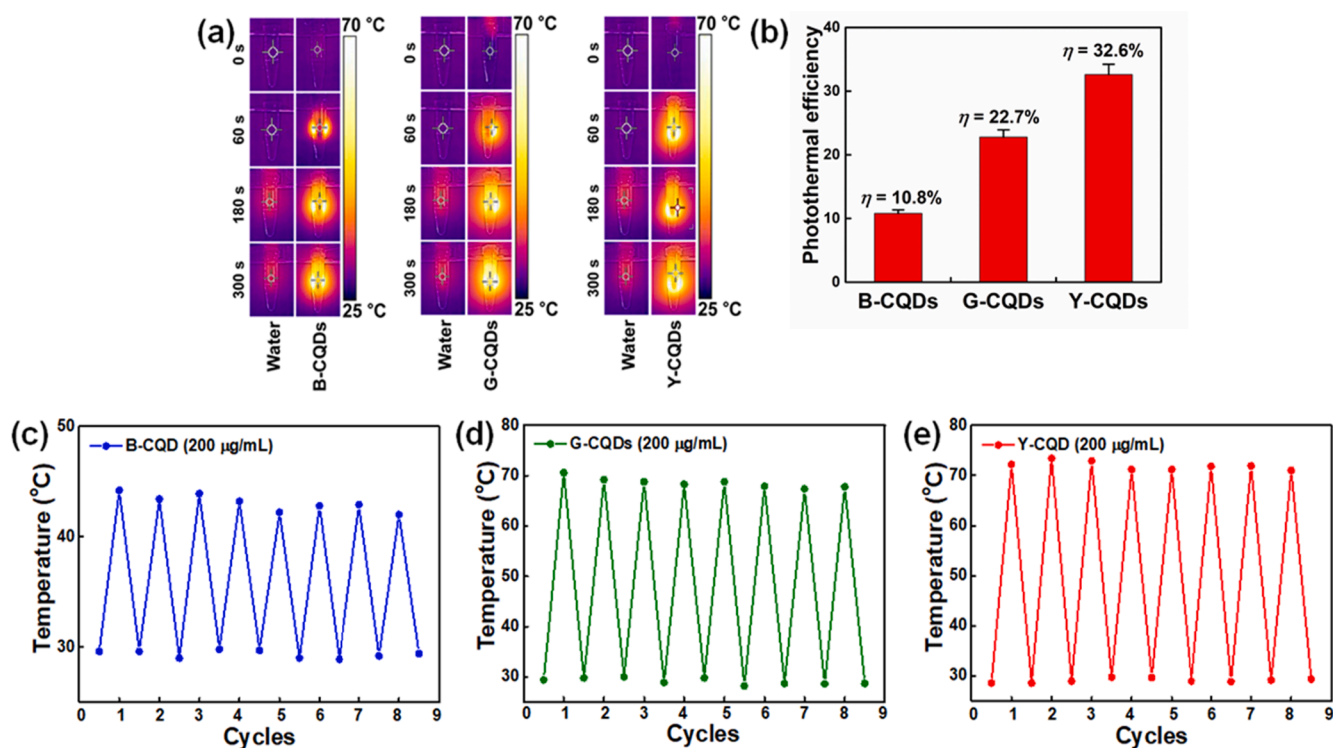 (a)
70 °C
70 °C
70 °C
0 s
0 s
0 s
60 s
60 s
60 s
180 s
180 s
180 s
300 s
300 s
300 s
25 °C
25 °C
25 °C
Water
B-CQDs
Water
G-CQDs
Water
Y-CQDs
(b)
Photothermal efficiency
40
30
20
10
0
η = 10.8%
η = 22.7%
η = 32.6%
B-CQDs
G-CQDs
Y-CQDs
(c)
B-CQD (200 μg/mL)
Temperature (°C)
50
40
30
0 1 2 3 4 5 6 7 8 9
Cycles
(d)
G-CQDs (200 μg/mL)
Temperature (°C)
80
70
60
50
40
30
0 1 2 3 4 5 6 7 8 9
Cycles
(e)
Y-CQD (200 μg/mL)
Temperature (°C)
80
70
60
50
40
30
0 1 2 3 4 5 6 7 8 9
Cycles